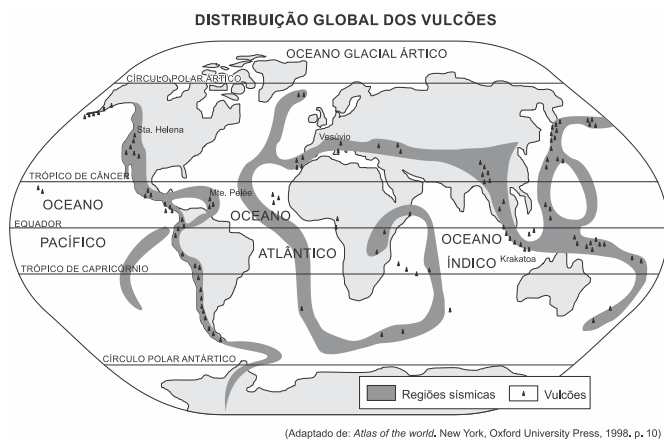 DISTRIBUIÇÃO GLOBAL DOS VULCÕES
OCEANO GLACIAL ÁRTICO
CÍRCULO POLAR ÁRTICO
Sta. Helena
Vesúvio
TRÓPICO DE CÂNCER
Mte. Pelée
OCEANO
OCEANO
EQUADOR
PACÍFICO
ATLÂNTICO
OCEANO
ÍNDICO
Krakatoa
TRÓPICO DE CAPRICÓRNIO
CÍRCULO POLAR ANTÁRTICO
Regiões sísmicas
Vulcões
(Adaptado de: Atlas of the world. New York, Oxford University Press, 1998. p. 10)